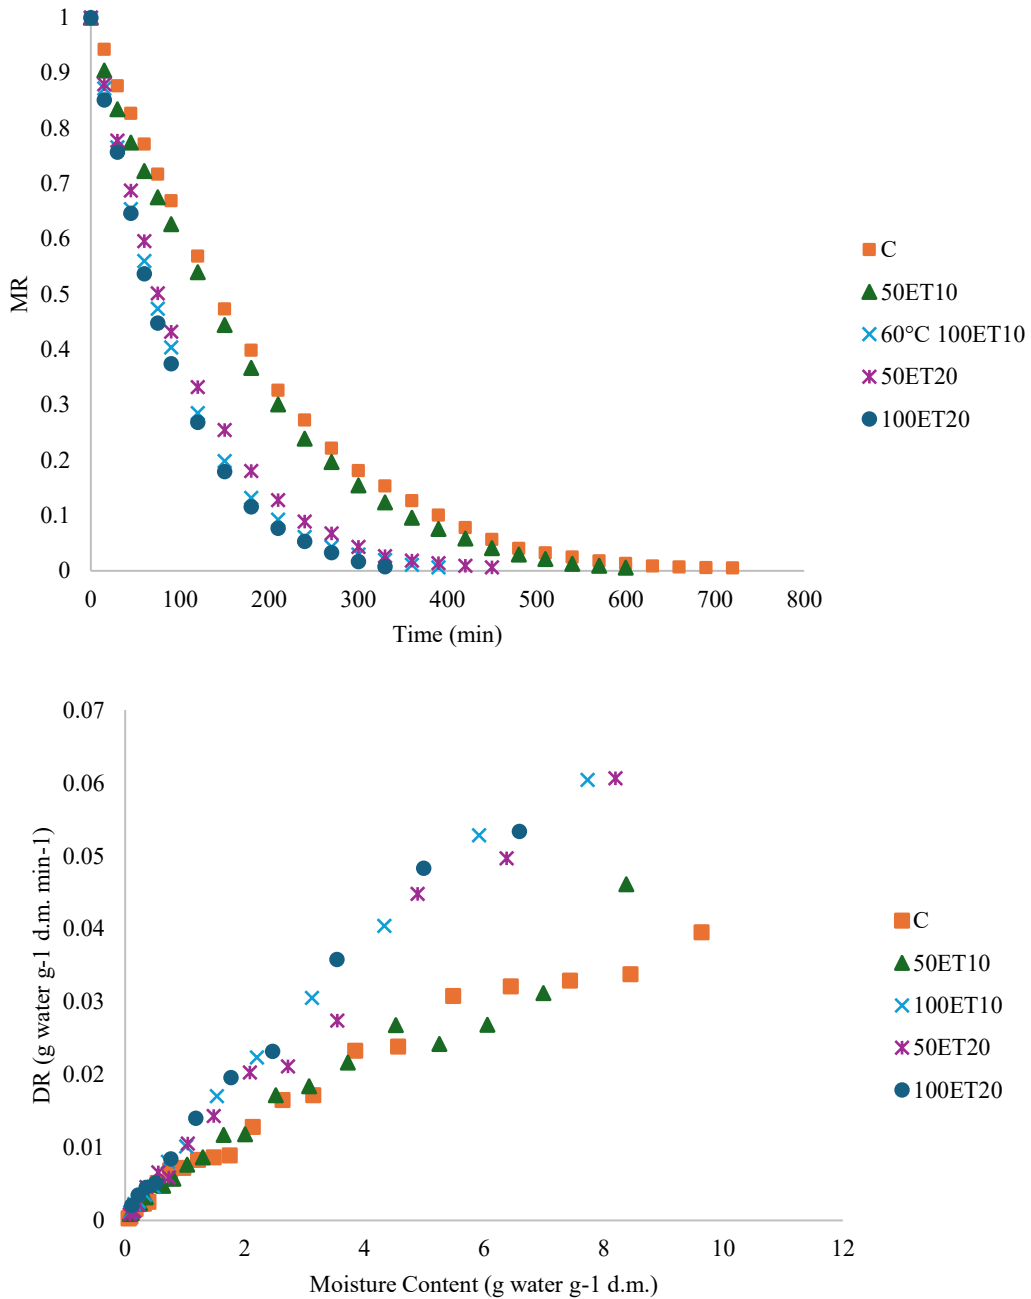 1
0.9
0.8
0.7
0.6
0.5
0.4
0.3
0.2
0.1
0
MR
0 100 200 300 400 500 600 700 800
Time (min)
C
50ET10
60°C 100ET10
50ET20
100ET20
0.07
0.06
0.05
0.04
0.03
0.02
0.01
0
DR (g water g-1 d.m. min-1)
0 2 4 6 8 10 12
Moisture Content (g water g-1 d.m.)
C
50ET10
100ET10
50ET20
100ET20